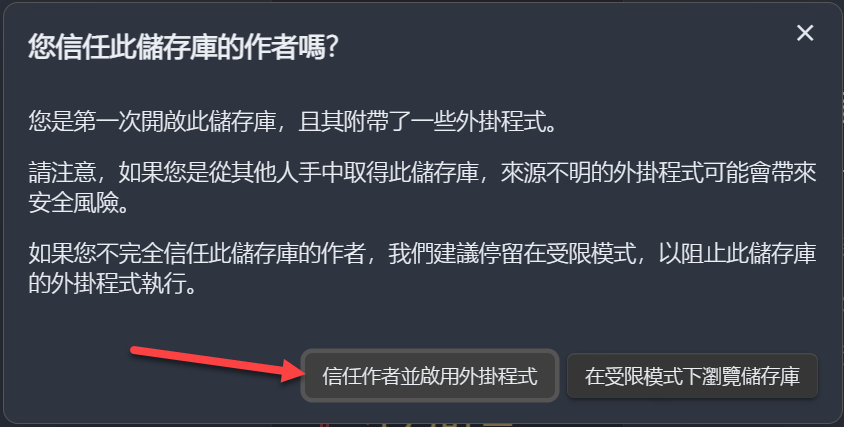 您信任此儲存庫的作者嗎?
您是第一次開啟此儲存庫，且其附帶了一些外掛程式。
請注意，如果您是從其他人手中取得此儲存庫，來源不明的外掛程式可能會帶來
安全風險。
如果您不完全信任此儲存庫的作者，我們建議停留在受限模式，以阻止此儲存庫
的外掛程式執行。
信任作者並啟用外掛程式
在受限模式下瀏覽儲存庫